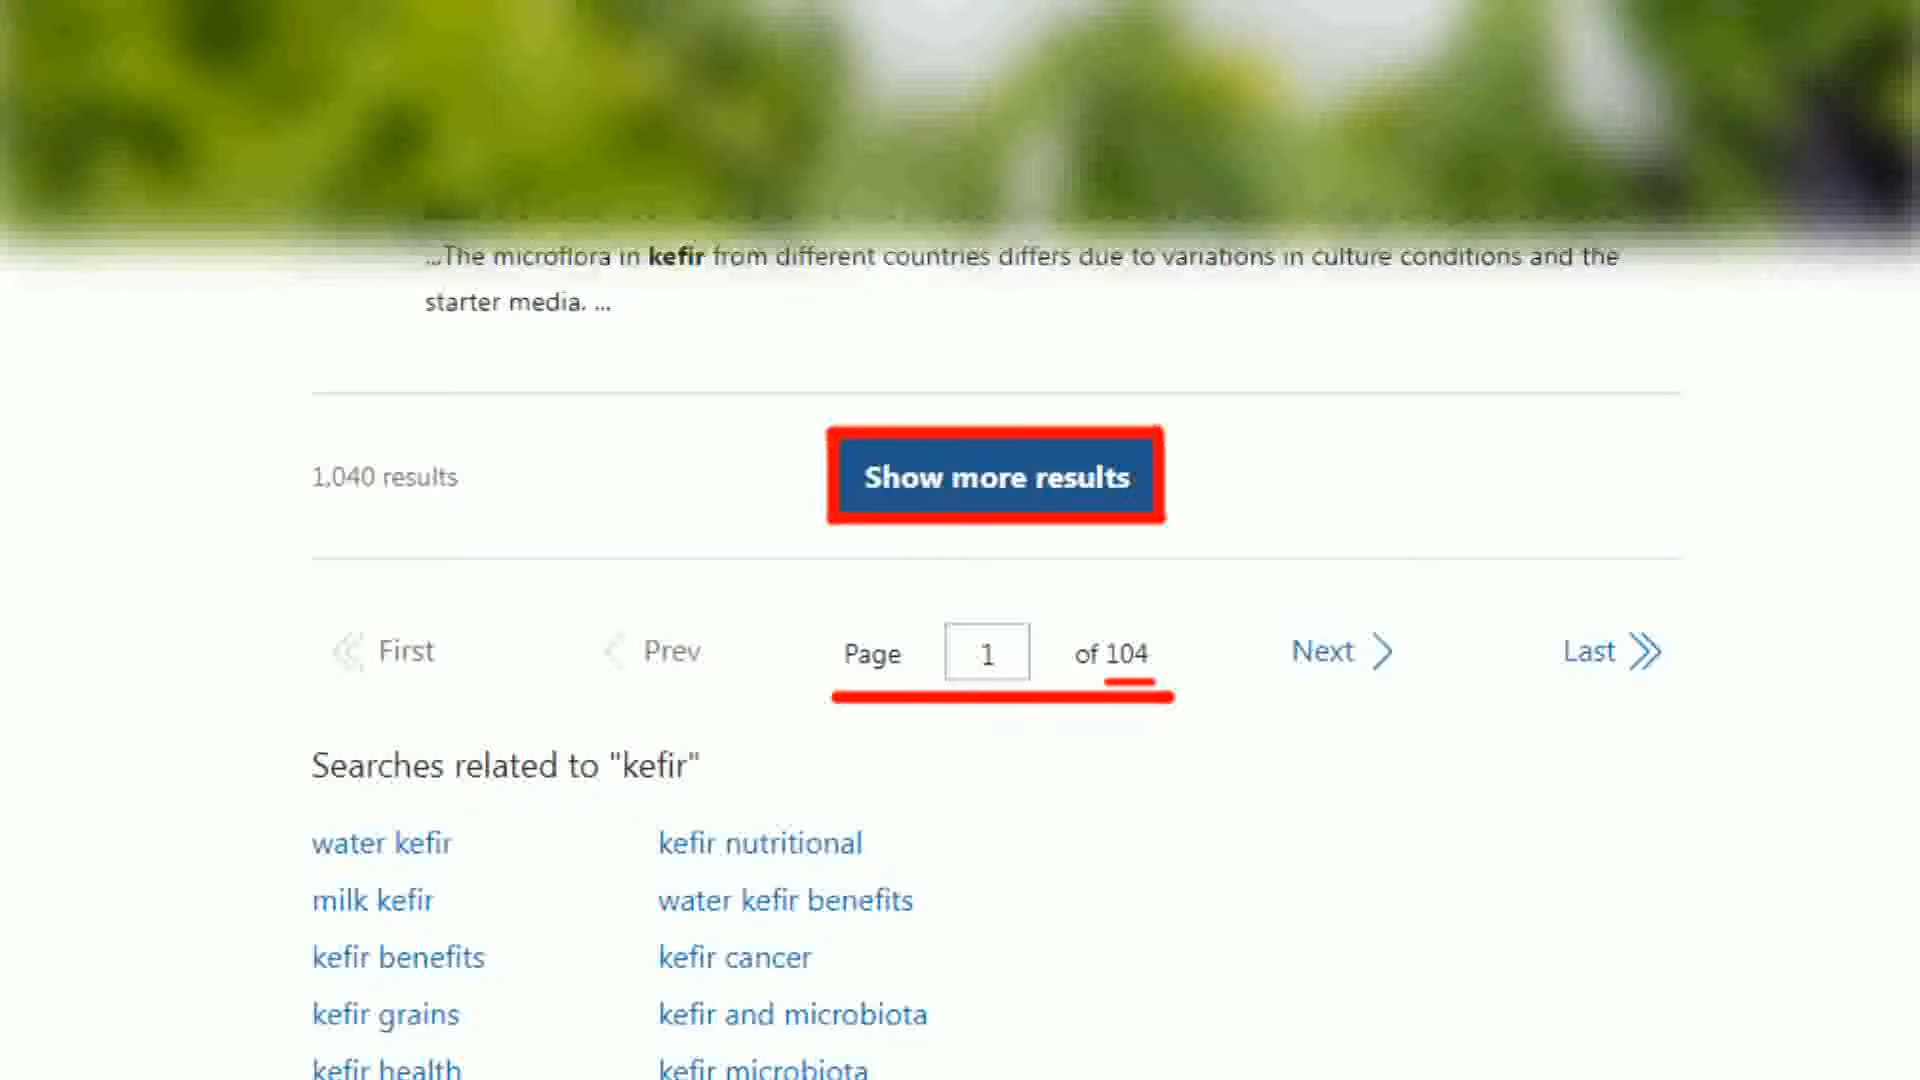 ...The microflora in kefir from different countries differs due to variations in culture conditions and the
starter media. ...
1,040 results
Show more results
First Prev Page 1 of 104 Next Last
Searches related to "kefir"
water kefir kefir nutritional
milk kefir water kefir benefits
kefir benefits kefir cancer
kefir grains kefir and microbiota
kefir health kefir microbiota